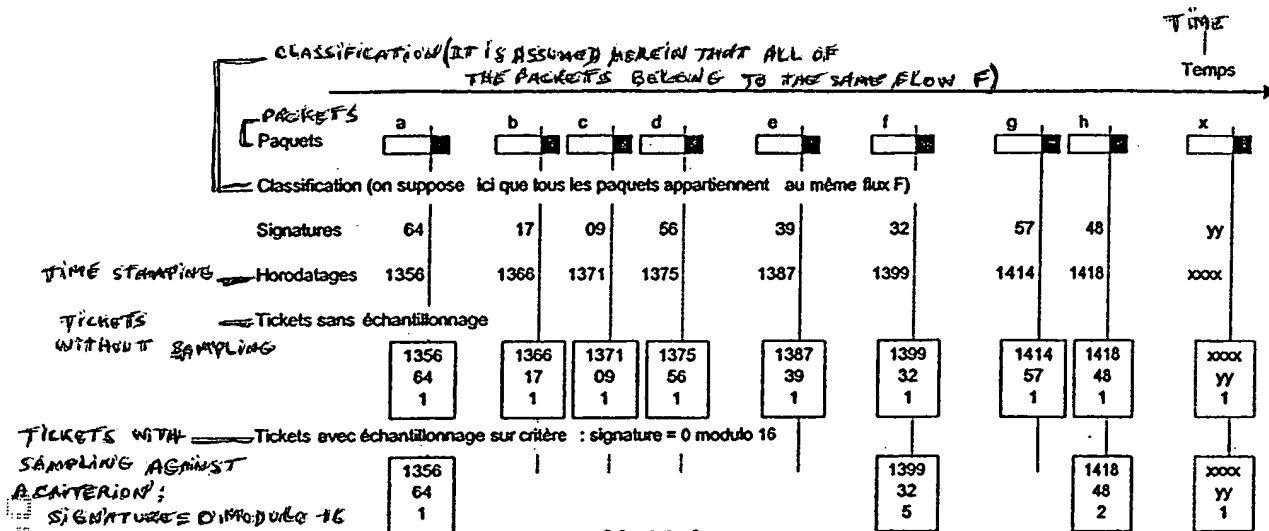 TIME
CLASSIFICATION (IT IS ASSUMED HEREIN THAT ALL OF
THE PACKETS BELONG TO THE SAME FLOW F)
Temps
PACKETS
a b c d e f g h x
Paquets
Classification (on suppose ici que tous les paquets appartiennent au même flux F)
Signatures 64 17 09 56 39 32 57 48 yy
TIME STAMPING Horodatages 1356 1366 1371 1375 1387 1399 1414 1418 xxxx
TICKETS Tickets sans échantillonnage
WITHOUT SAMPLING
1356 1366 1371 1375 1387 1399 1414 1418 xxxx
64 17 09 56 39 32 57 48 yy
1 1 1 1 1 1 1 1 1
TICKETS WITH Tickets avec échantillonnage sur critère : signature = 0 modulo 16
SAMPLING AGAINST
1356 1399 1418 xxxx
A CRITERION:
64 32 48 yy
SIGNATURES 0 MODULO 16
1 5 2 1